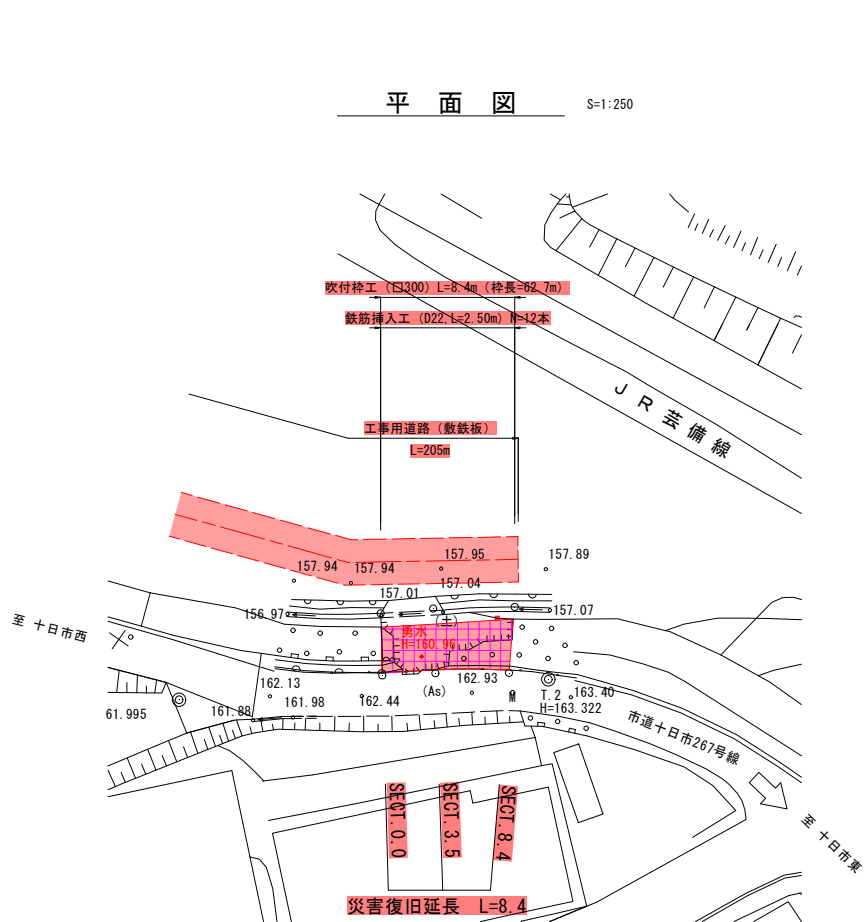 平 面 図 S=1:250
吹付枠工 (□300) L=8.4m (枠長=62.7m)
鉄筋挿入工 (D22,L=2.50m) N=12本
JR芸備線
工事用道路 (敷鉄板)
L=205m
157.94
157.94
157.95
157.89
157.01
157.04
156.97
157.07
(土)
至 十日市西
湧水
H=160.96
162.13
161.98
162.44
162.93
(As)
M
T.2
H=163.322
163.40
61.995
161.88
市道十日市267号線
至 十日市東
SECT.0.0
SECT.3.5
SECT.8.4
災害復旧延長 L=8.4